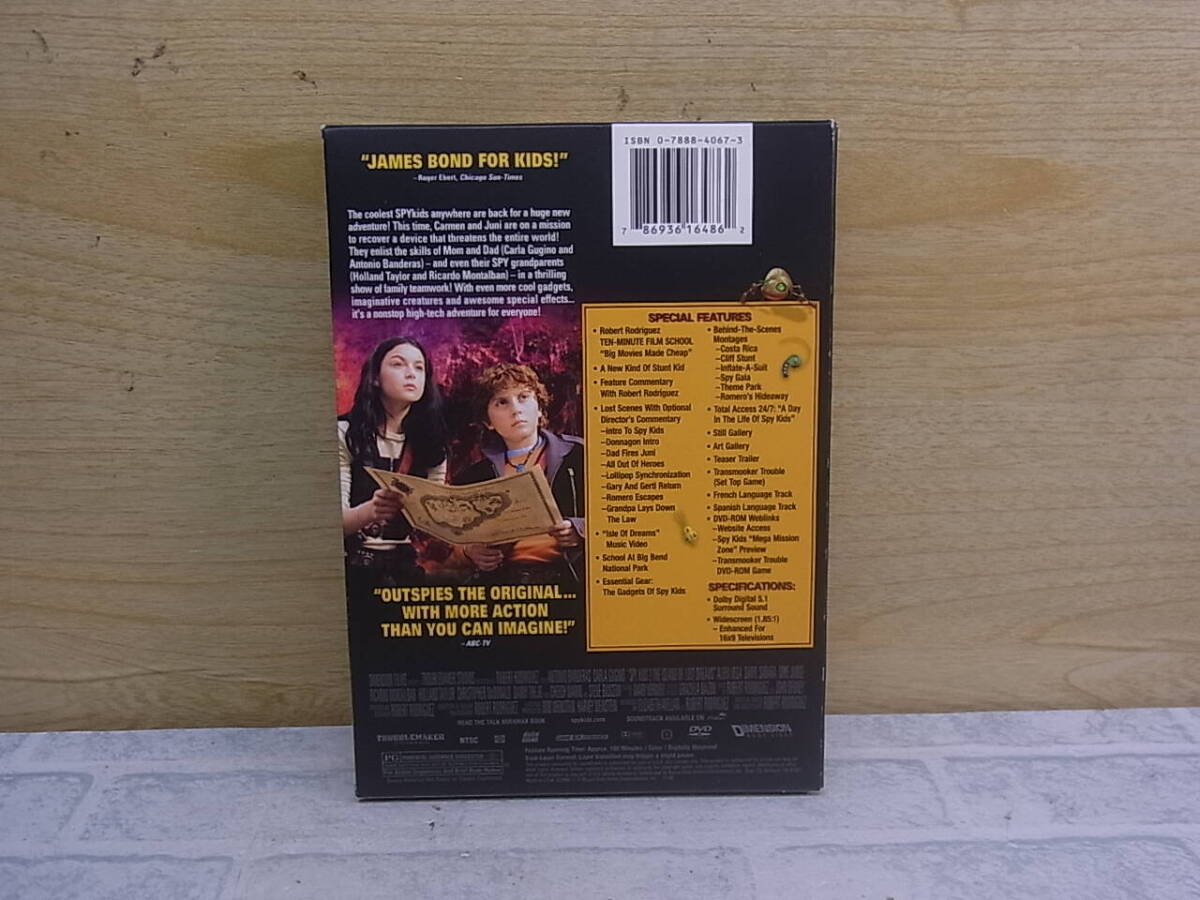 "JAMES BOND FOR KIDS!"
–Roger Ebert, Chicago Sun-Times
The coolest SPYkids anywhere are back for a huge new
adventure! This time, Carmen and Juni are on a mission
to recover a device that threatens the entire world!
They enlist the skills of Mom and Dad (Carla Gugino and
Antonio Banderas) – and even their SPY grandparents
(Holland Taylor and Ricardo Montalban) – in a thrilling
show of family teamwork! With even more cool gadgets,
imaginative creatures and awesome special effects...
it's a nonstop high-tech adventure for everyone!
"OUTSPIES THE ORIGINAL...
WITH MORE ACTION
THAN YOU CAN IMAGINE!"
–ABC-TV
ISBN 0-7888-4067-3
7 86936 16486 2
SPECIAL FEATURES
• Robert Rodriguez
TEN-MINUTE FILM SCHOOL
"Big Movies Made Cheap"
• A New Kind Of Stunt Kid
• Feature Commentary
With Robert Rodriguez
• Lost Scenes With Optional
Director's Commentary
–Intro To Spy Kids
–Donnagon Intro
–Dad Fires Juni
–All Out Of Heroes
–Lollipop Synchronization
–Gary And Gerti Return
–Romero Escapes
–Grandpa Lays Down
The Law
• "Isle Of Dreams"
Music Video
• School At Big Bend
National Park
• Essential Gear:
The Gadgets Of Spy Kids
• Behind-The-Scenes
Montages
–Costa Rica
–Cliff Stunt
–Inflate-A-Suit
–Spy Gala
–Theme Park
–Romero's Hideaway
• Total Access 24/7: "A Day
In The Life Of Spy Kids"
• Still Gallery
• Art Gallery
• Teaser Trailer
• Transmooker Trouble
(Set Top Game)
• French Language Track
• Spanish Language Track
• DVD-ROM Weblinks
–Website Access
–Spy Kids "Mega Mission
Zone" Preview
–Transmooker Trouble
DVD-ROM Game
SPECIFICATIONS:
• Dolby Digital 5.1
Surround Sound
• Widescreen (1.85:1)
– Enhanced For
16x9 Televisions
READ THE TALK MIRAMAX BOOK
spykids.com
SOUNDTRACK AVAILABLE ON
TROUBLEMAKER
NTSC
DVD
DIMENSION
PG